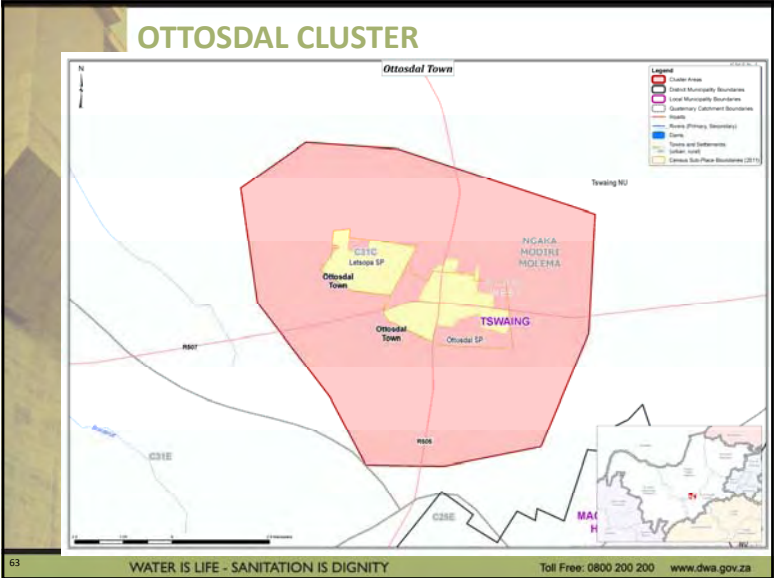 OTTOSDAL CLUSTER
Ottosdal Town
N
Legend
Cluster Areas
District Municipality Boundaries
Local Municipality Boundaries
Quaternary Catchment Boundaries
Roads
Rivers (Primary, Secondary)
Dams
Towns and Settlements
(urban, rural)
Census Sub-Place Boundaries (2011)
Tswaing NU
NGAKA
MODIRI
MOLEMA
C31C
Letsopa SP
Ottosdal
Town
TSWAING
Ottosdal
Town
Ottosdal SP
R507
R505
C31E
C25E
MAQ
H
63
WATER IS LIFE - SANITATION IS DIGNITY
Toll Free: 0800 200 200
www.dwa.gov.za